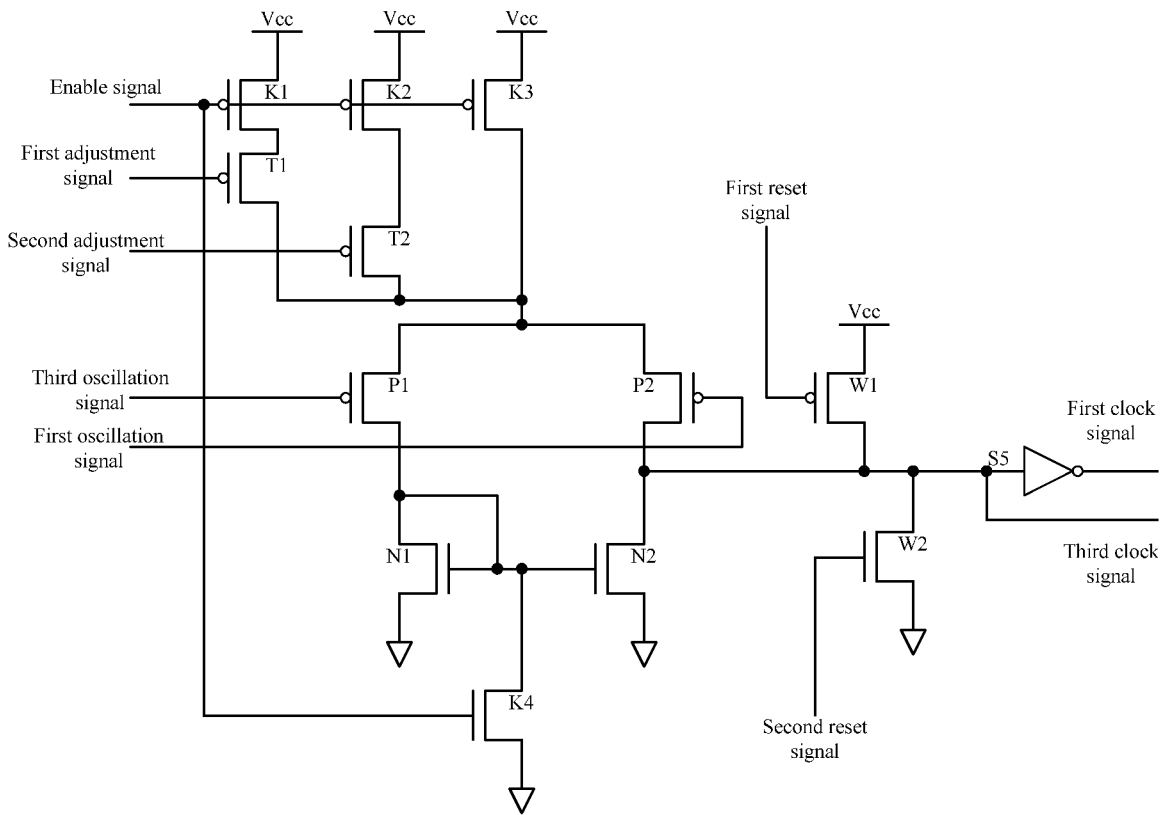 Vcc
Vcc
Vcc
Enable signal
K1
K2
K3
First adjustment
signal
T1
First reset
signal
Second adjustment
signal
T2
Vcc
Third oscillation
signal
P1
P2
W1
First oscillation
signal
First clock
signal
S5
N1
N2
W2
Third clock
signal
K4
Second reset
signal